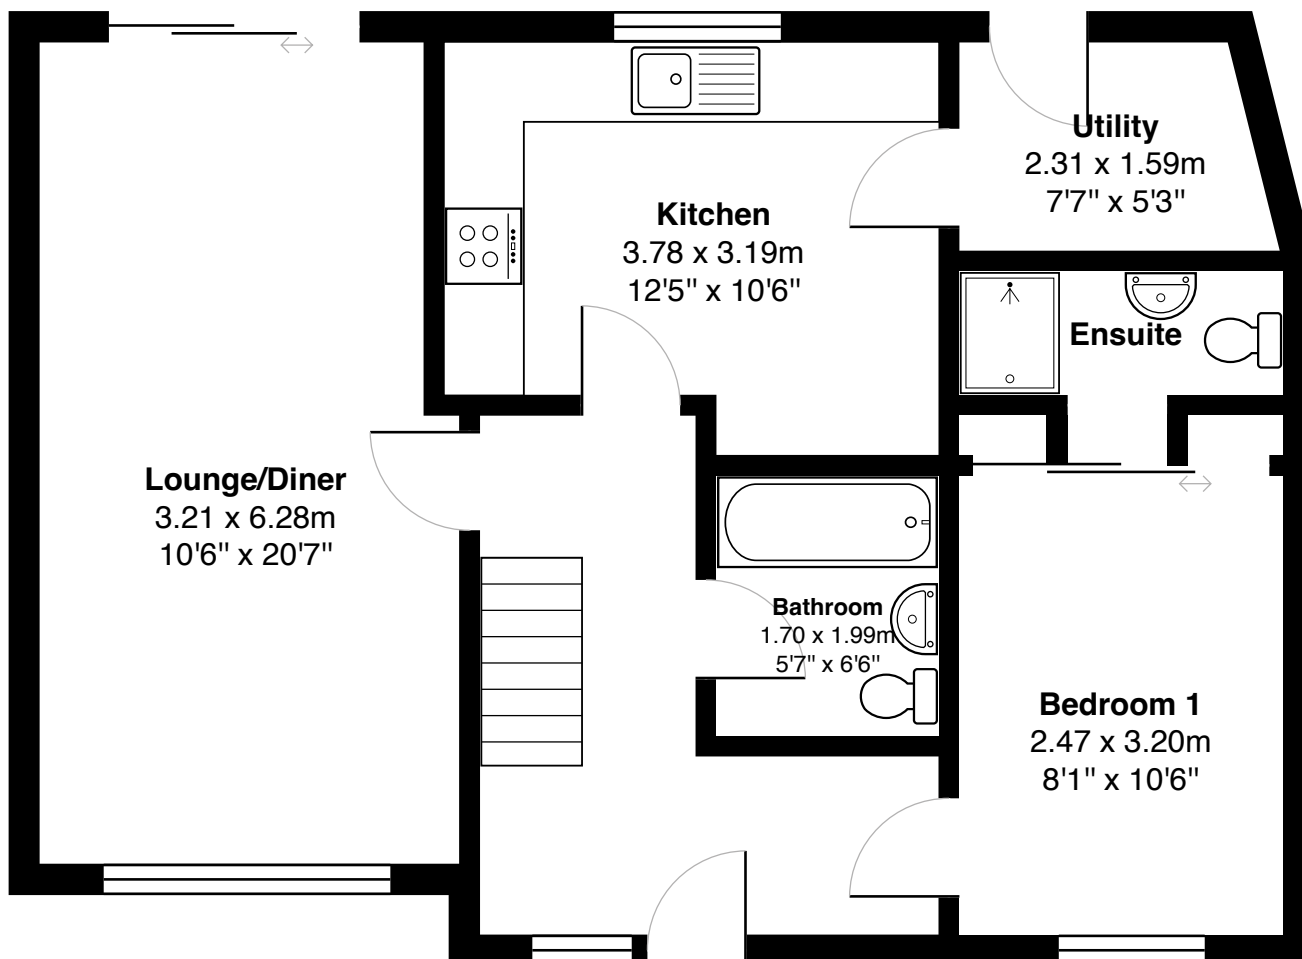 Utility
2.31 x 1.59m
7'7" x 5'3"
Kitchen
3.78 x 3.19m
12'5" x 10'6"
Ensuite
Lounge/Diner
3.21 x 6.28m
10'6" x 20'7"
Bathroom
1.70 x 1.99m
5'7" x 6'6"
Bedroom 1
2.47 x 3.20m
8'1" x 10'6"